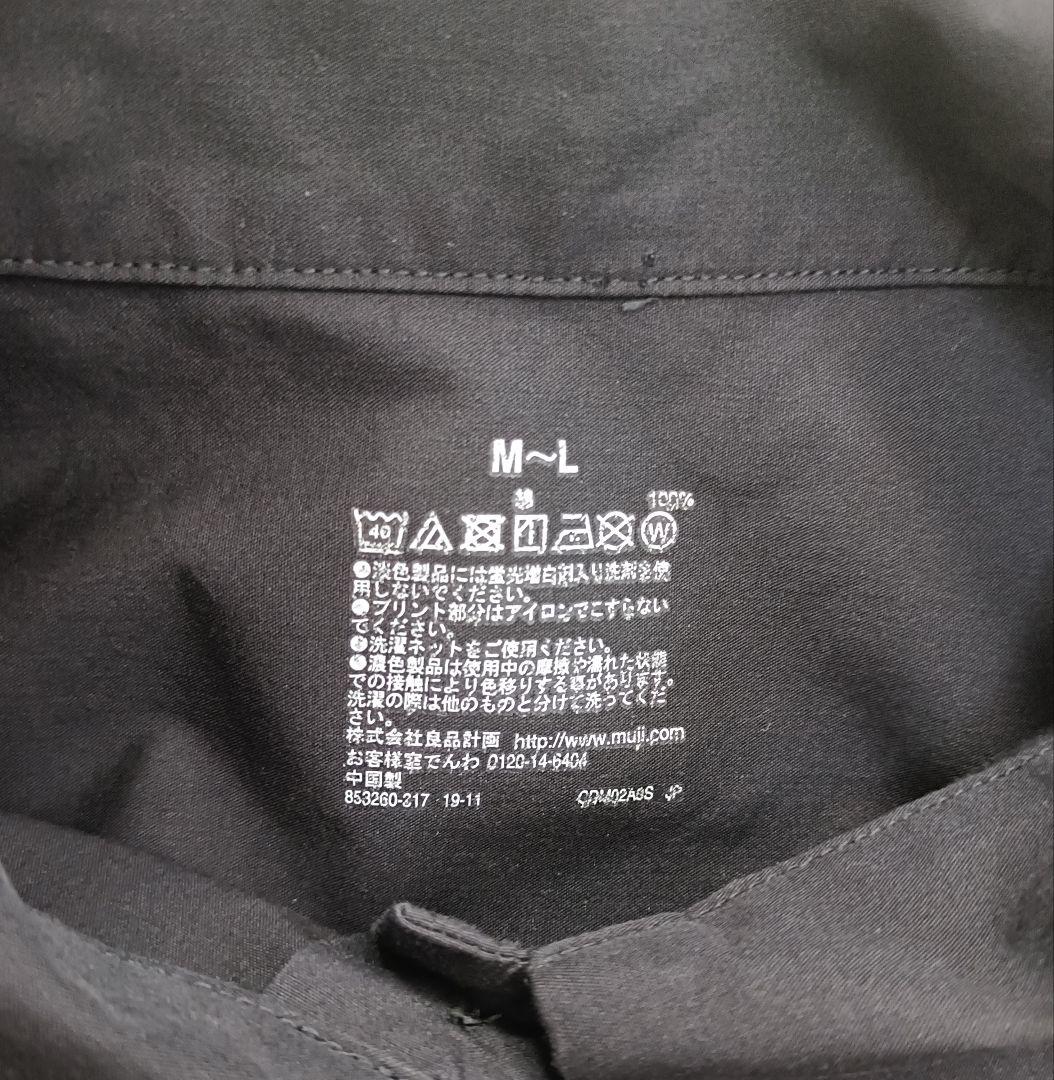 M～L
綿 100%
40
W
●淡色製品には蛍光増白剤入り洗剤を使
用しないでください。
●プリント部分はアイロンでこすらない
でください。
●洗濯ネットをご使用ください。
●濃色製品は使用中の摩擦や濡れた状態
での接触により色移りする事があります。
洗濯の際は他のものと分けて洗ってくだ
さい。
株式会社良品計画 http://www.muji.com
お客様室でんわ 0120-14-6404
中国製
19-11 JP